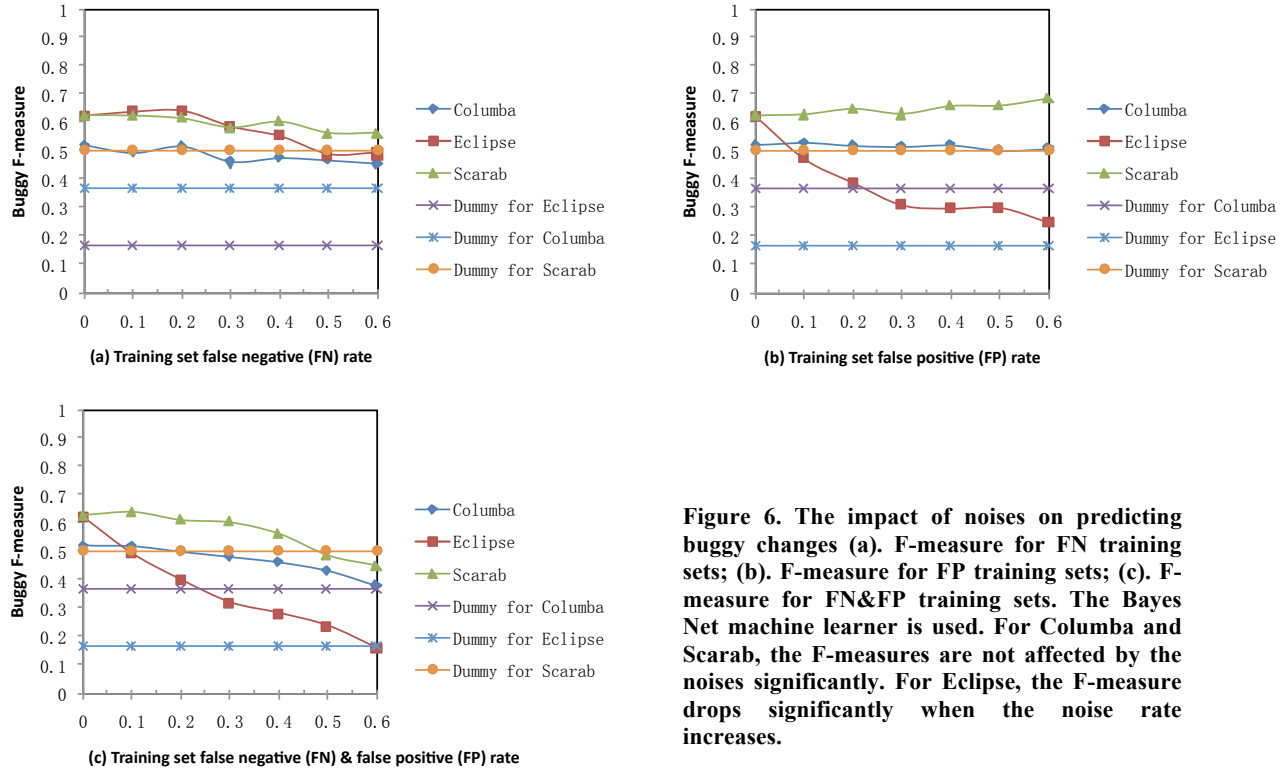 1
0.9
0.8
0.7
0.6
0.5
0.4
0.3
0.2
0.1
0
Buggy F-measure
0 0.1 0.2 0.3 0.4 0.5 0.6
(a) Training set false negative (FN) rate
Columba
Eclipse
Scarab
Dummy for Eclipse
Dummy for Columba
Dummy for Scarab
1
0.9
0.8
0.7
0.6
0.5
0.4
0.3
0.2
0.1
0
Buggy F-measure
0 0.1 0.2 0.3 0.4 0.5 0.6
(b) Training set false positive (FP) rate
Columba
Eclipse
Scarab
Dummy for Columba
Dummy for Eclipse
Dummy for Scarab
1
0.9
0.8
0.7
0.6
0.5
0.4
0.3
0.2
0.1
0
Buggy F-measure
0 0.1 0.2 0.3 0.4 0.5 0.6
(c) Training set false negative (FN) & false positive (FP) rate
Columba
Eclipse
Scarab
Dummy for Columba
Dummy for Eclipse
Dummy for Scarab
Figure 6. The impact of noises on predicting
buggy changes (a). F-measure for FN training
sets; (b). F-measure for FP training sets; (c). F-
measure for FN&FP training sets. The Bayes
Net machine learner is used. For Columba and
Scarab, the F-measures are not affected by the
noises significantly. For Eclipse, the F-measure
drops significantly when the noise rate
increases.